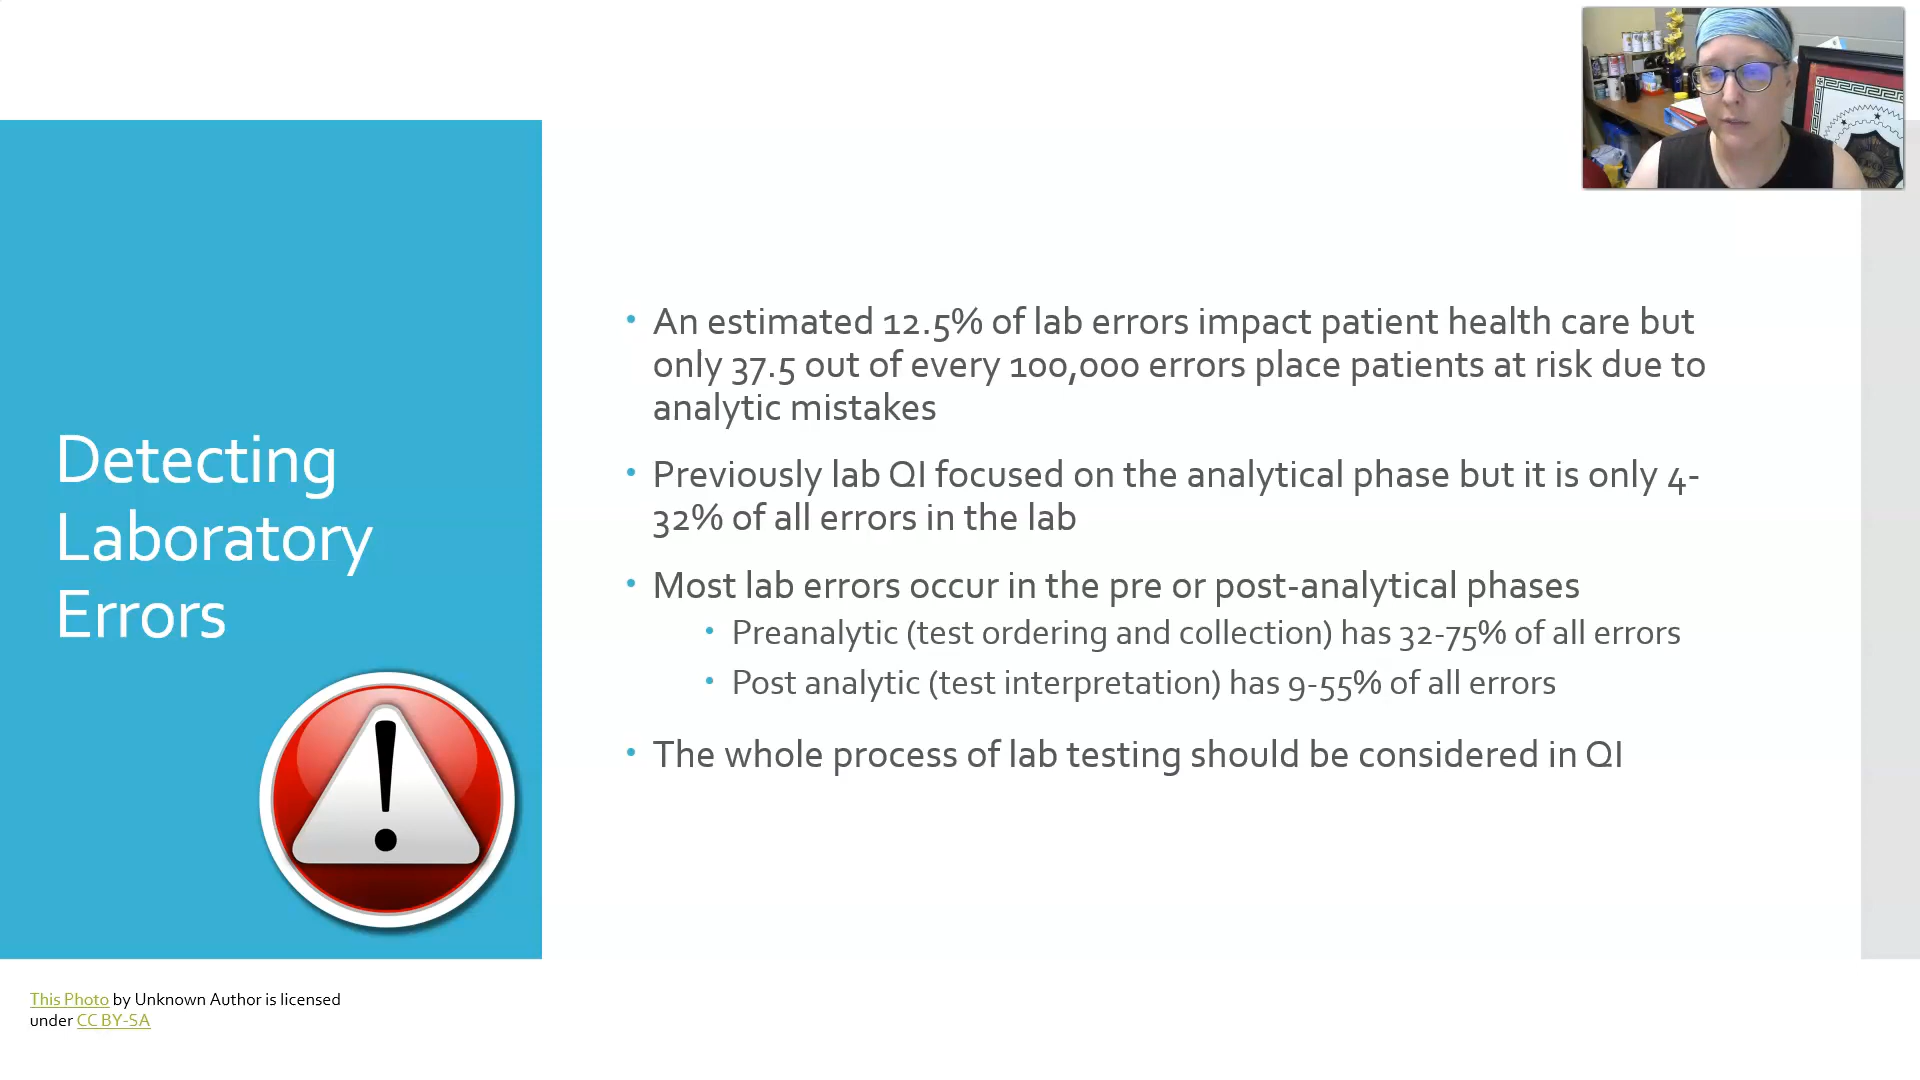 Detecting
Laboratory
Errors
• An estimated 12.5% of lab errors impact patient health care but
only 37.5 out of every 100,000 errors place patients at risk due to
analytic mistakes
• Previously lab QI focused on the analytical phase but it is only 4-
32% of all errors in the lab
• Most lab errors occur in the pre or post-analytical phases
• Preanalytic (test ordering and collection) has 32-75% of all errors
• Post analytic (test interpretation) has 9-55% of all errors
• The whole process of lab testing should be considered in QI
This Photo by Unknown Author is licensed
under CC BY-SA